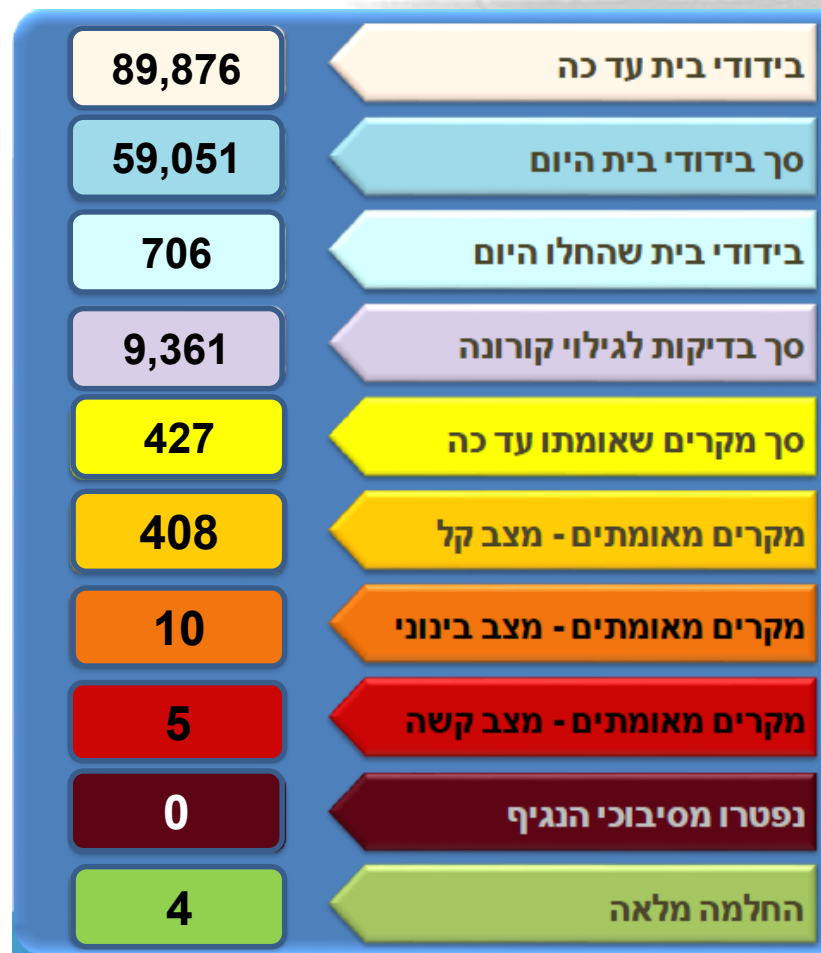 בידודי בית עד כה 89,876
סך בידודי בית היום 59,051
בידודי בית שהחלו היום 706
סך בדיקות לגילוי קורונה 9,361
סך מקרים שאומתו עד כה 427
מקרים מאומתים - מצב קל 408
מקרים מאומתים - מצב בינוני 10
מקרים מאומתים - מצב קשה 5
נפטרו מסיבוכי הנגיף 0
החלמה מלאה 4